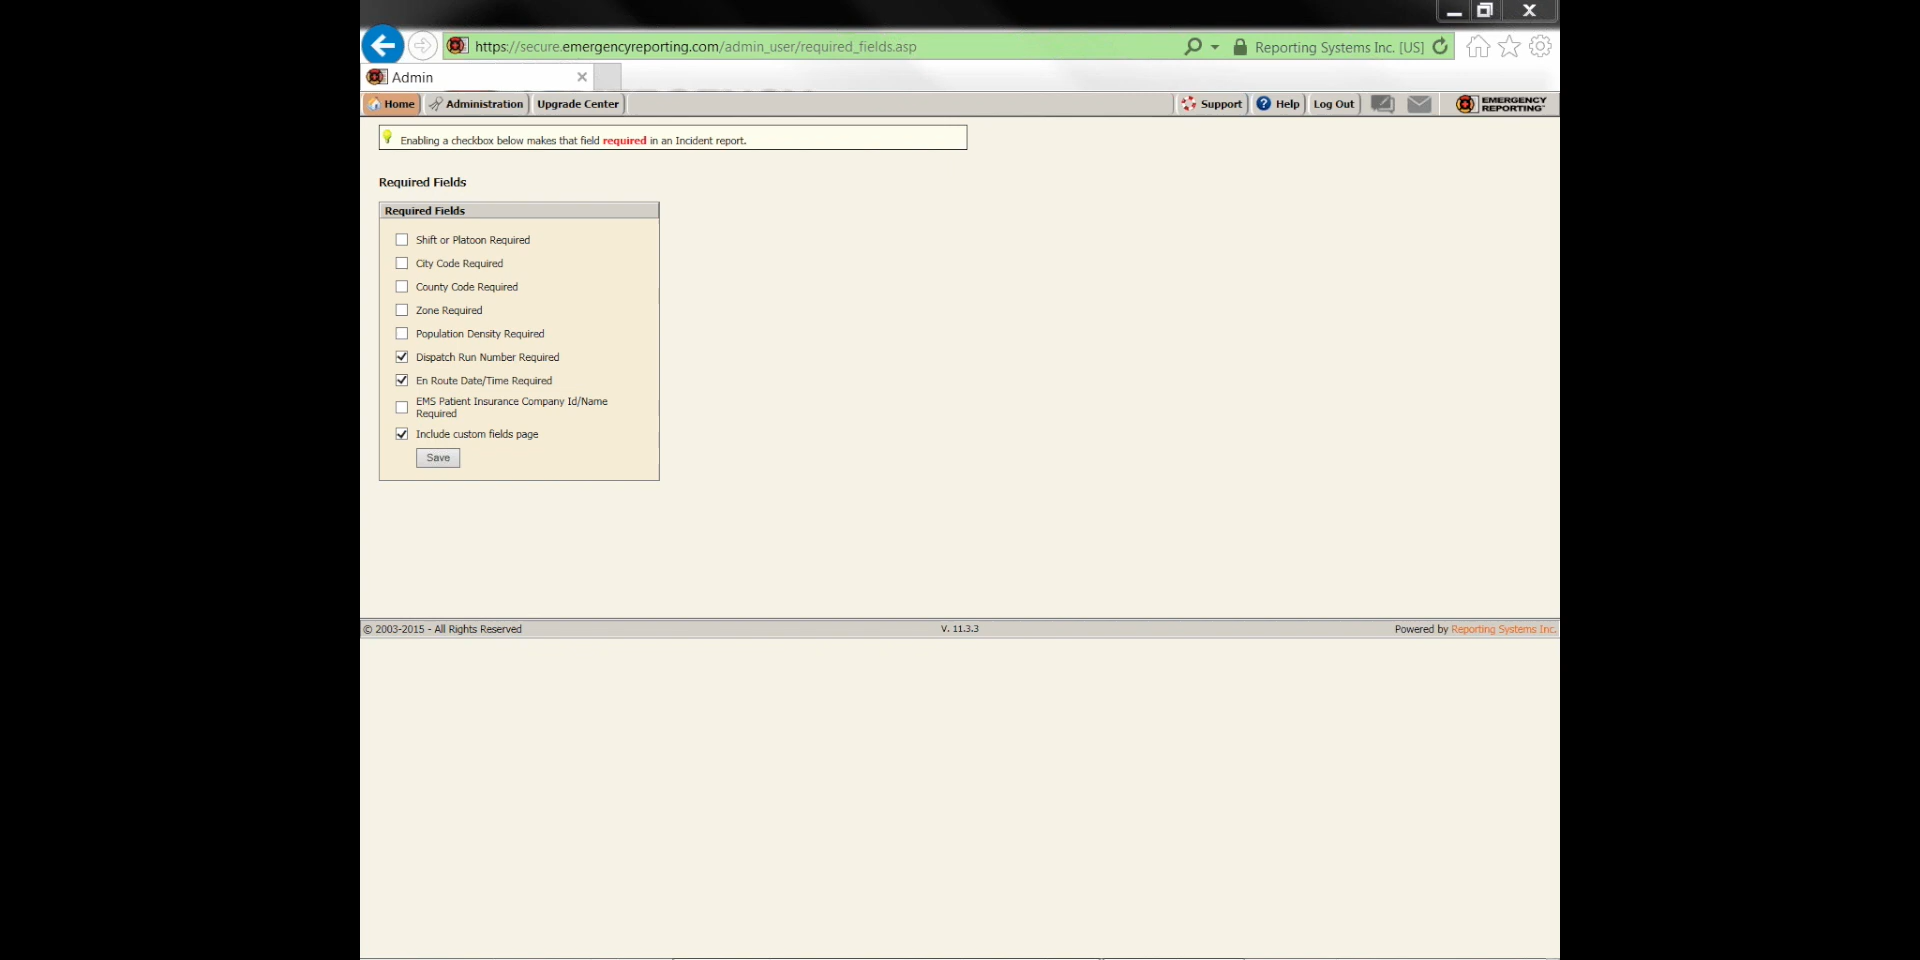 https://secure.emergencyreporting.com/admin_user/required_fields.asp
Reporting Systems Inc. [US]
Admin
Home
Administration
Upgrade Center
Support
Help
Log Out
EMERGENCY
REPORTING
Enabling a checkbox below makes that field required in an Incident report.
Required Fields
Required Fields
Shift or Platoon Required
City Code Required
County Code Required
Zone Required
Population Density Required
Dispatch Run Number Required
En Route Date/Time Required
EMS Patient Insurance Company Id/Name
Required
Include custom fields page
Save
© 2003-2015 - All Rights Reserved
V. 11.3.3
Powered by Reporting Systems Inc.